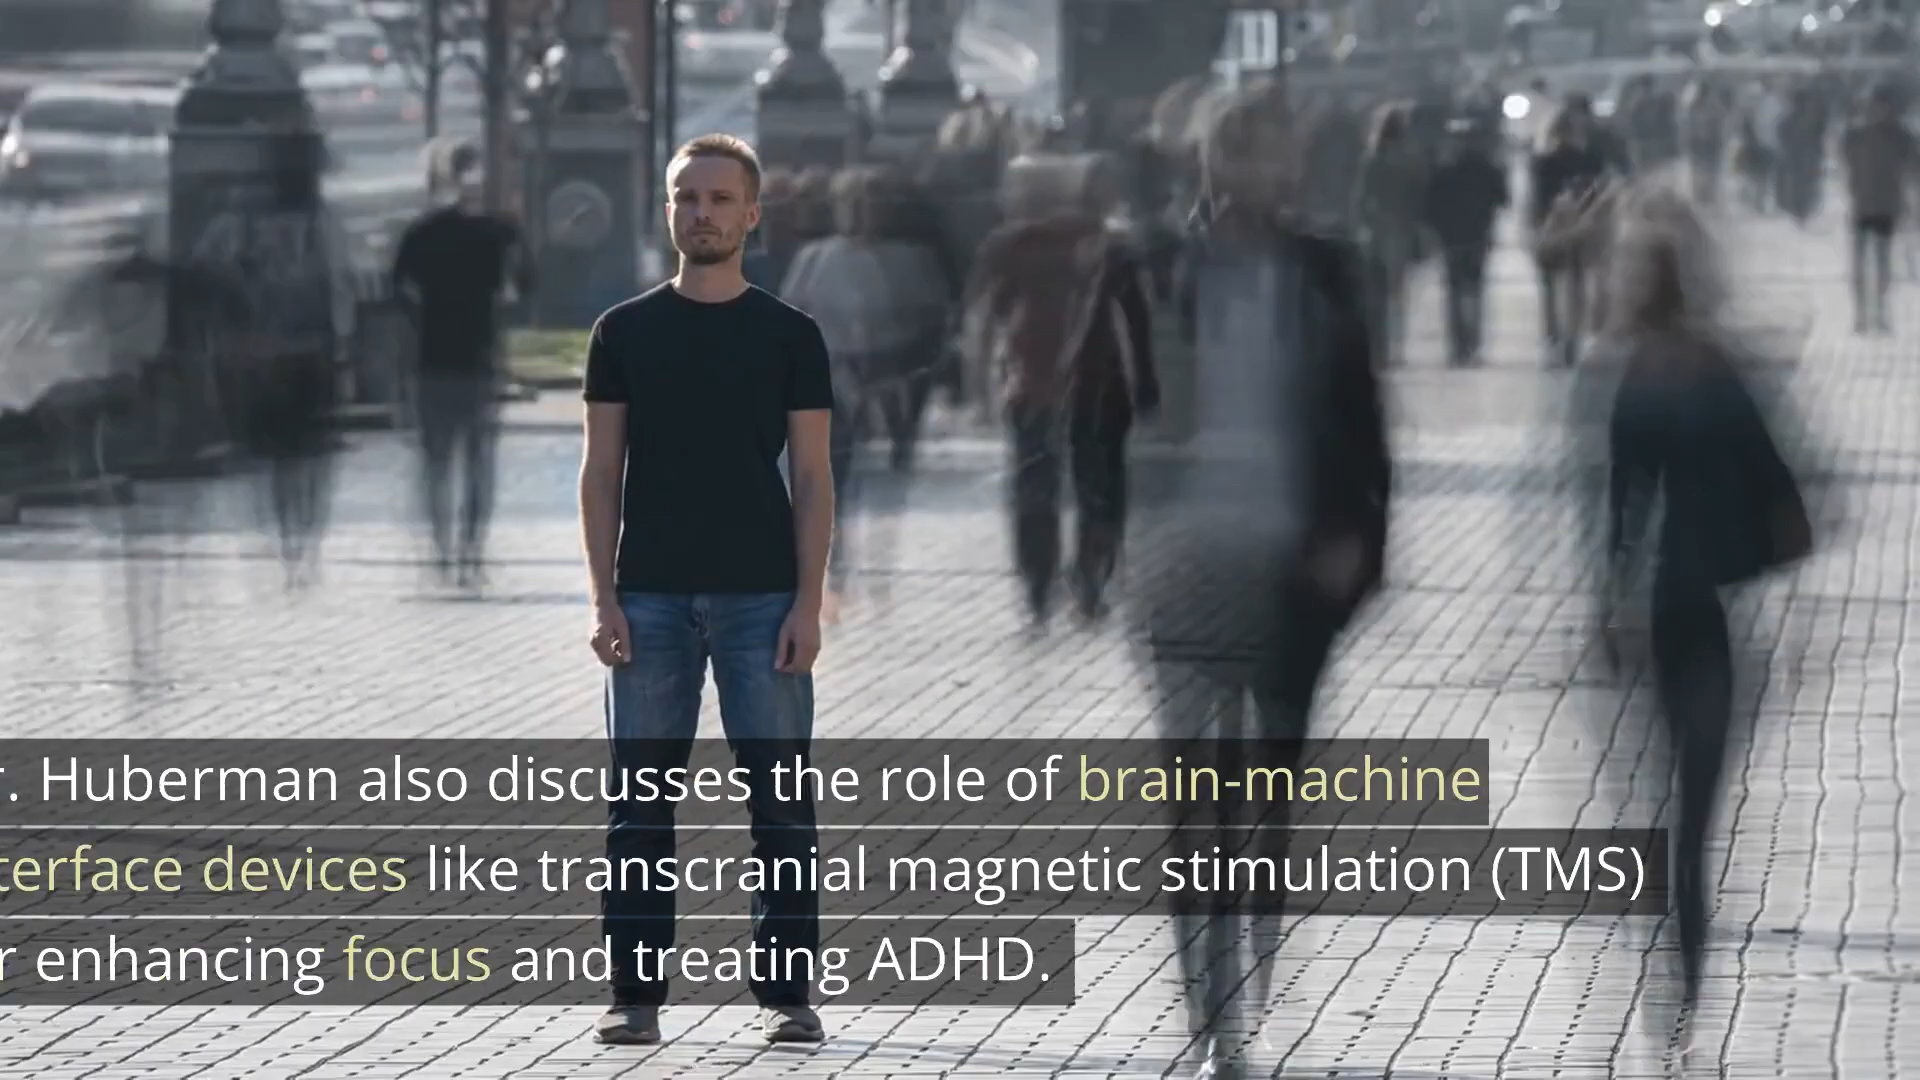 . Huberman also discusses the role of brain-machine
devices like transcranial magnetic stimulation (TMS)
enhancing focus and treating ADHD.